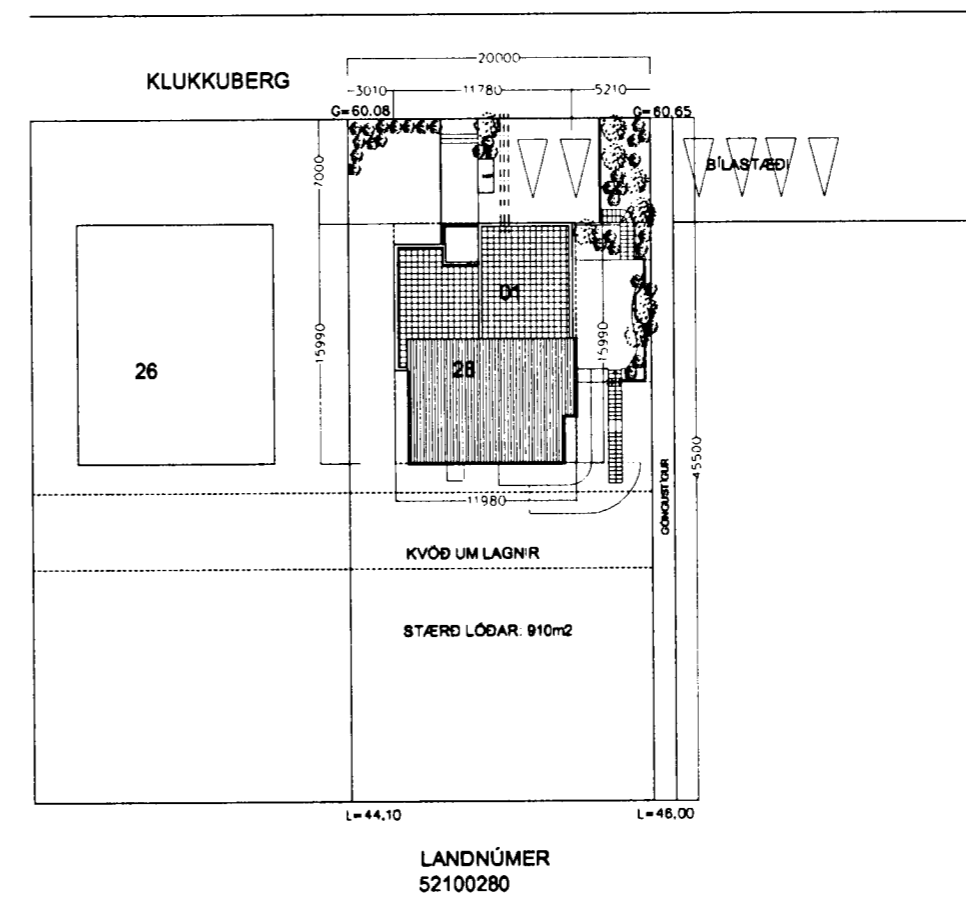 20000
KLUKKUBERG
3010 11780 5210
G=60.08 G=60.65
BÍLASTÆÐI
7000
01
15990 15990
26
28
45500
GÖNGUSTÍGUR
11980
KVÖÐ UM LAGNIR
STÆRÐ LÓÐAR: 910m2
L=44,10 L=46,00
LANDNÚMER
52100280